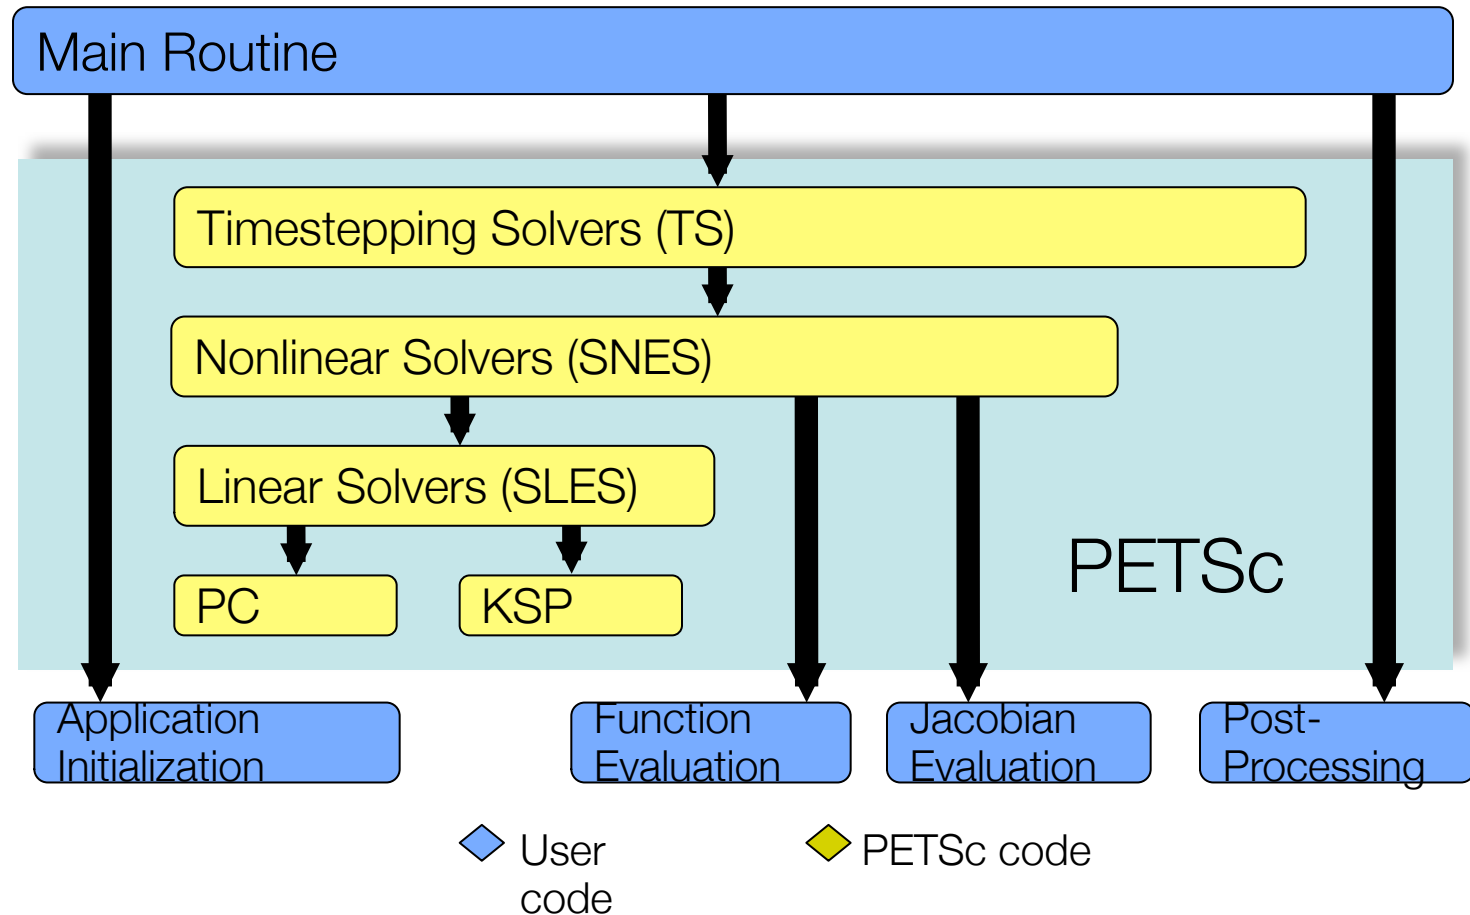 Main Routine
Timestepping Solvers (TS)
Nonlinear Solvers (SNES)
Linear Solvers (SLES)
PETSc
PC
KSP
Application
Initialization
Function
Evaluation
Jacobian
Evaluation
Post-
Processing
User
code
PETSc code